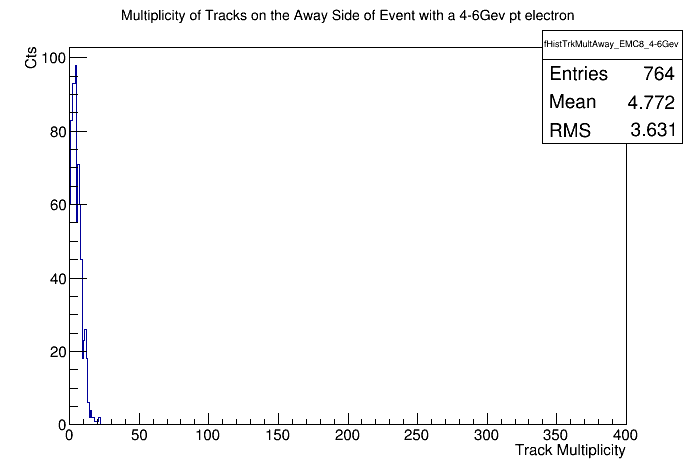 Multiplicity of Tracks on the Away Side of Event with a 4-6Gev pt electron
fHistTrkMultAway_EMC8_4-6Gev
Entries 764
Mean 4.772
RMS 3.631
Cts
100
80
60
40
20
0
0 50 100 150 200 250 300 350 400
Track Multiplicity